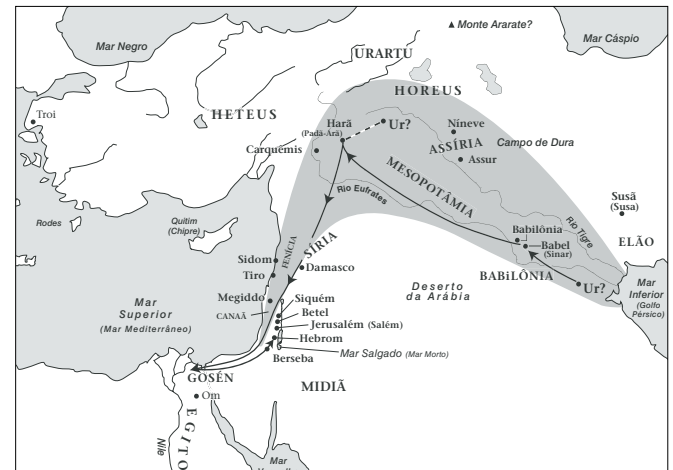 Mar Negro
▲ Monte Ararate?
Mar Cáspio
URARTU
HOREUS
HETEUS
Troi
Harã
(Padã-Arã)
Ur?
Níneve
Carquemis
ASSÍRIA
Campo de Dura
Assur
MESOPOTÂMIA
Rio Eufrates
Susã
(Susa)
Rodes
Quitim
(Chipre)
Rio Tigre
Babilônia
Babel
(Sinar)
ELÃO
FENÍCIA
SÍRIA
Sidom
Tiro
Damasco
BABiLÔNIA
Ur?
Mar
Inferior
(Golfo
Pérsico)
Deserto
da Arábia
Mar
Superior
(Mar Mediterrâneo)
Megiddo
CANAÃ
Siquém
Betel
Jerusalém (Salém)
Hebrom
Mar Salgado (Mar Morto)
Berseba
GOSÉN
MIDIÃ
Om
EGITO
Nile
Mar